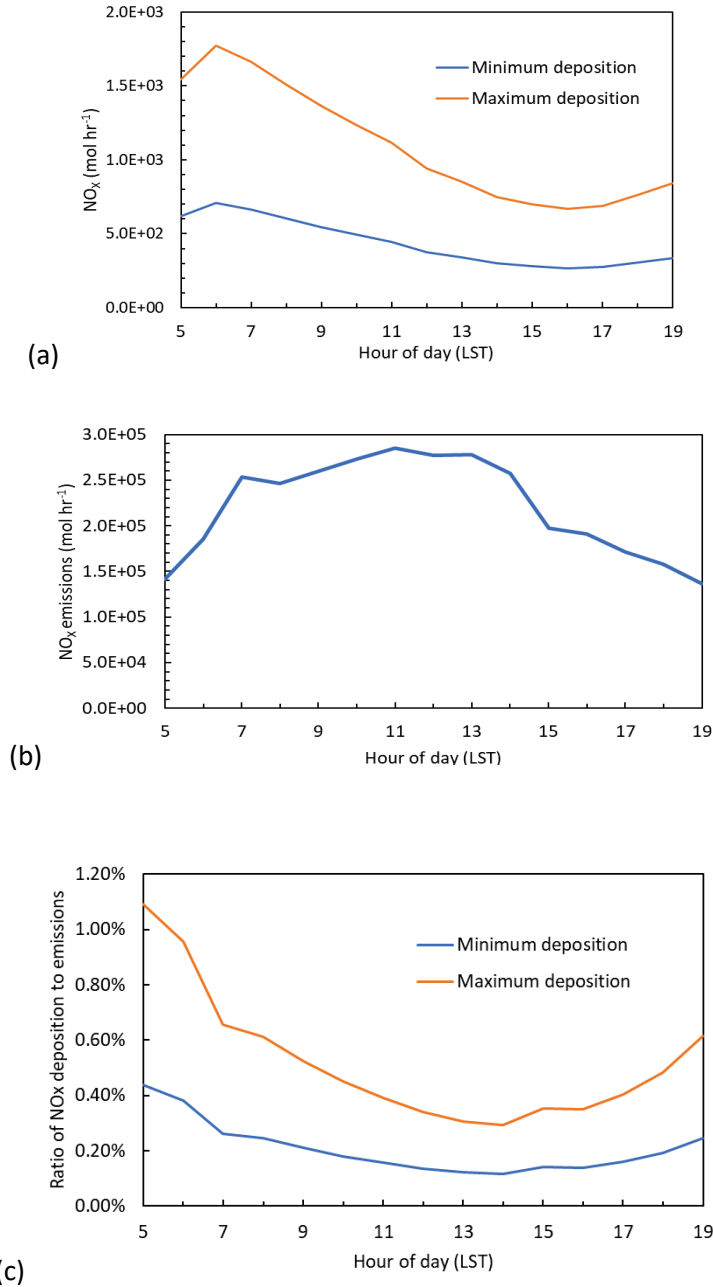 2.0E+03
1.5E+03
1.0E+03
5.0E+02
0.0E+00
NOX (mol hr-1)
Minimum deposition
Maximum deposition
5 7 9 11 13 15 17 19
Hour of day (LST)
(a)
3.0E+05
2.5E+05
2.0E+05
1.5E+05
1.0E+05
5.0E+04
0.0E+00
NOX emissions (mol hr-1)
5 7 9 11 13 15 17 19
Hour of day (LST)
(b)
1.20%
1.00%
0.80%
0.60%
0.40%
0.20%
0.00%
Ratio of NOx deposition to emissions
Minimum deposition
Maximum deposition
5 7 9 11 13 15 17 19
Hour of day (LST)
(c)